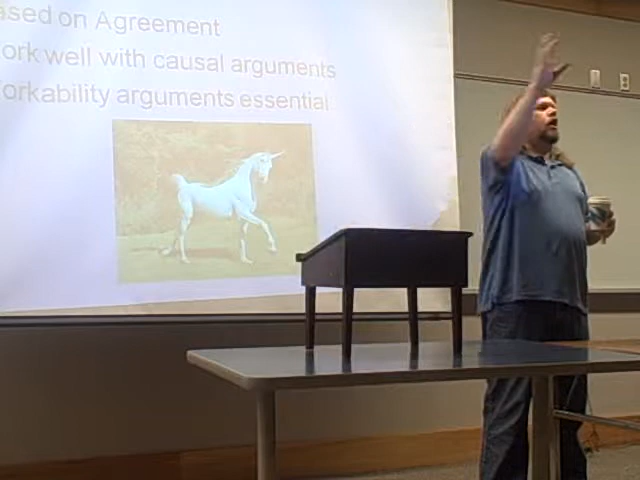 ased on Agreement
ork well with causal arguments
orkability arguments essential